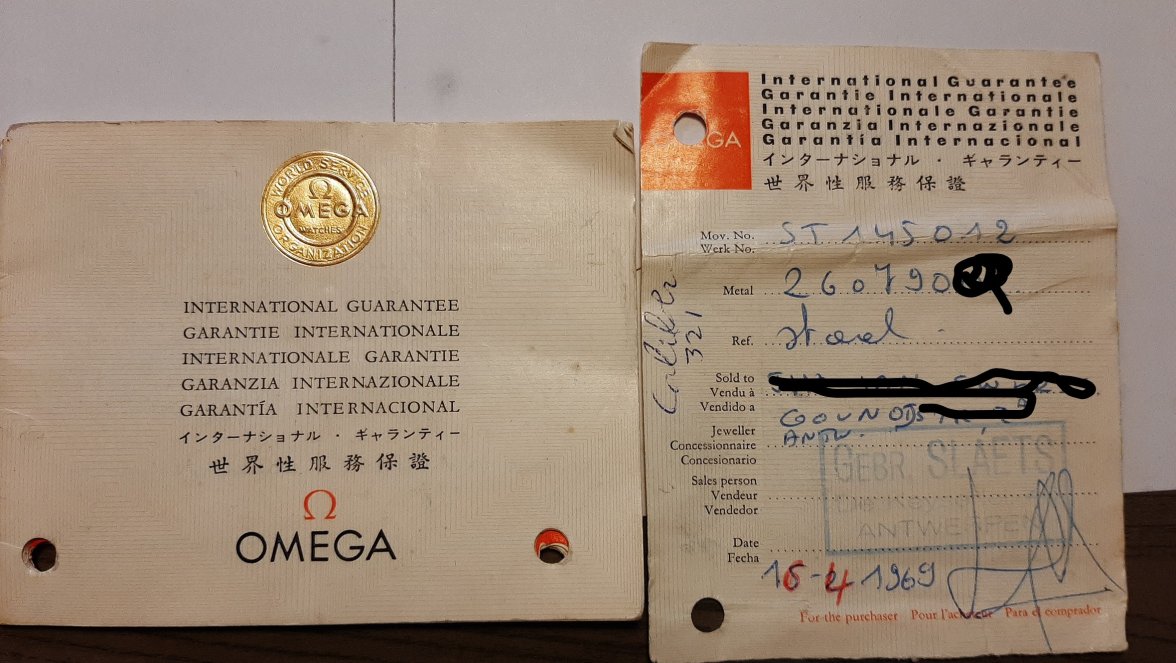 WORLD SERVICE ORGANIZATION
Ω
OMEGA
WATCHES
INTERNATIONAL GUARANTEE
GARANTIE INTERNATIONALE
INTERNATIONALE GARANTIE
GARANZIA INTERNAZIONALE
GARANTÍA INTERNACIONAL
インターナショナル・ギャランティー
世界性服務保證
Ω
OMEGA
International Guarantee
Garantie Internationale
Internationale Garantie
Garanzia Internazionale
Garantía Internacional
インターナショナル・ギャランティー
世界性服務保證
Mov. No. ST 145012
Werk No.
Metal 260790
Ref.
Caliber
321
Sold to
Vendu à
Vendido a
Jeweller
Concessionnaire ANTW.
Concesionario
GEBR. SLAETS
ANTWERPEN
Sales person
Vendeur
Vendedor
Date
Fecha
16-4 1969
For the purchaser Pour l'acheteur Para el comprador